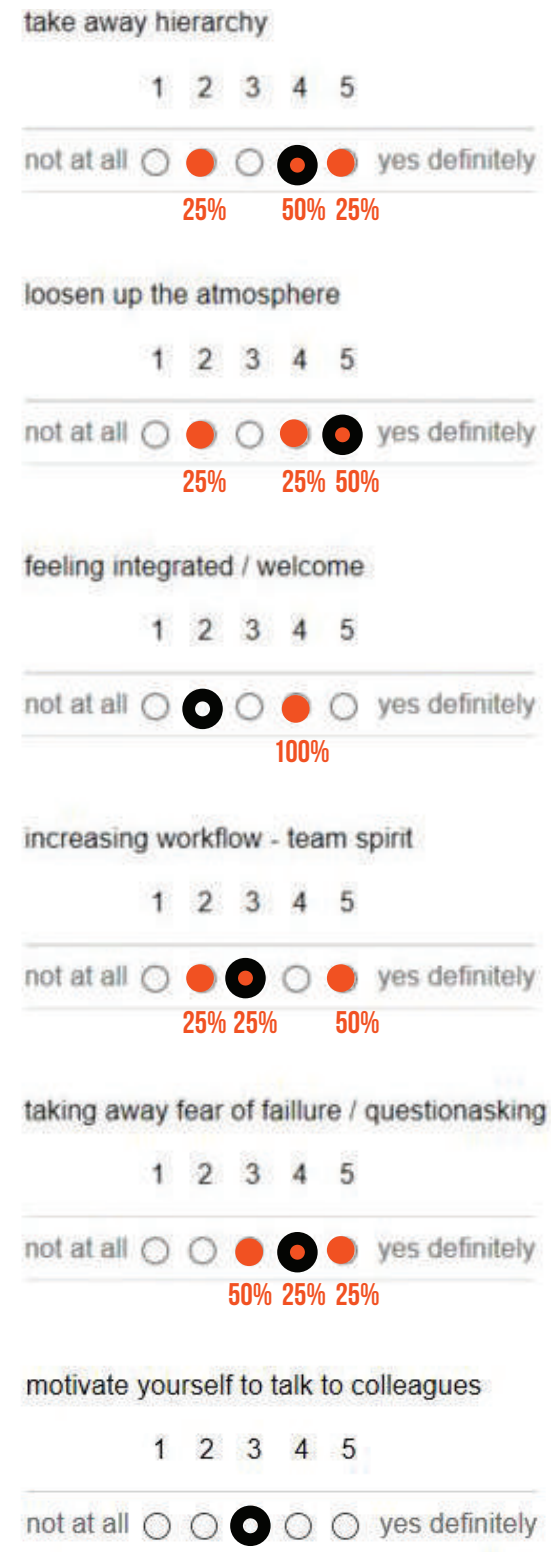 take away hierarchy
1 2 3 4 5
not at all yes definitely
25% 50% 25%
loosen up the atmosphere
1 2 3 4 5
not at all yes definitely
25% 25% 50%
feeling integrated / welcome
1 2 3 4 5
not at all yes definitely
100%
increasing workflow - team spirit
1 2 3 4 5
not at all yes definitely
25% 25% 50%
taking away fear of faillure / questionasking
1 2 3 4 5
not at all yes definitely
50% 25% 25%
motivate yourself to talk to colleagues
1 2 3 4 5
not at all yes definitely